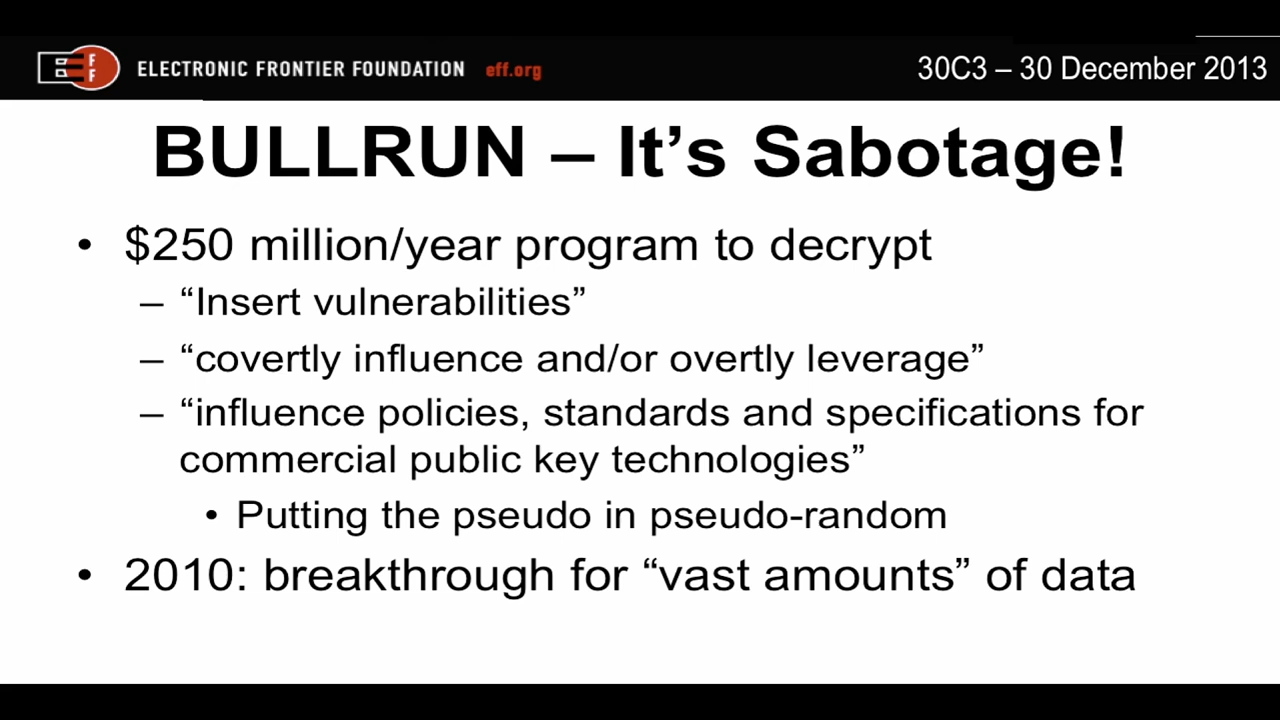 EFF
ELECTRONIC FRONTIER FOUNDATION eff.org
30C3 – 30 December 2013
BULLRUN – It’s Sabotage!
• $250 million/year program to decrypt
– “Insert vulnerabilities”
– “covertly influence and/or overtly leverage”
– “influence policies, standards and specifications for
commercial public key technologies”
• Putting the pseudo in pseudo-random
• 2010: breakthrough for “vast amounts” of data